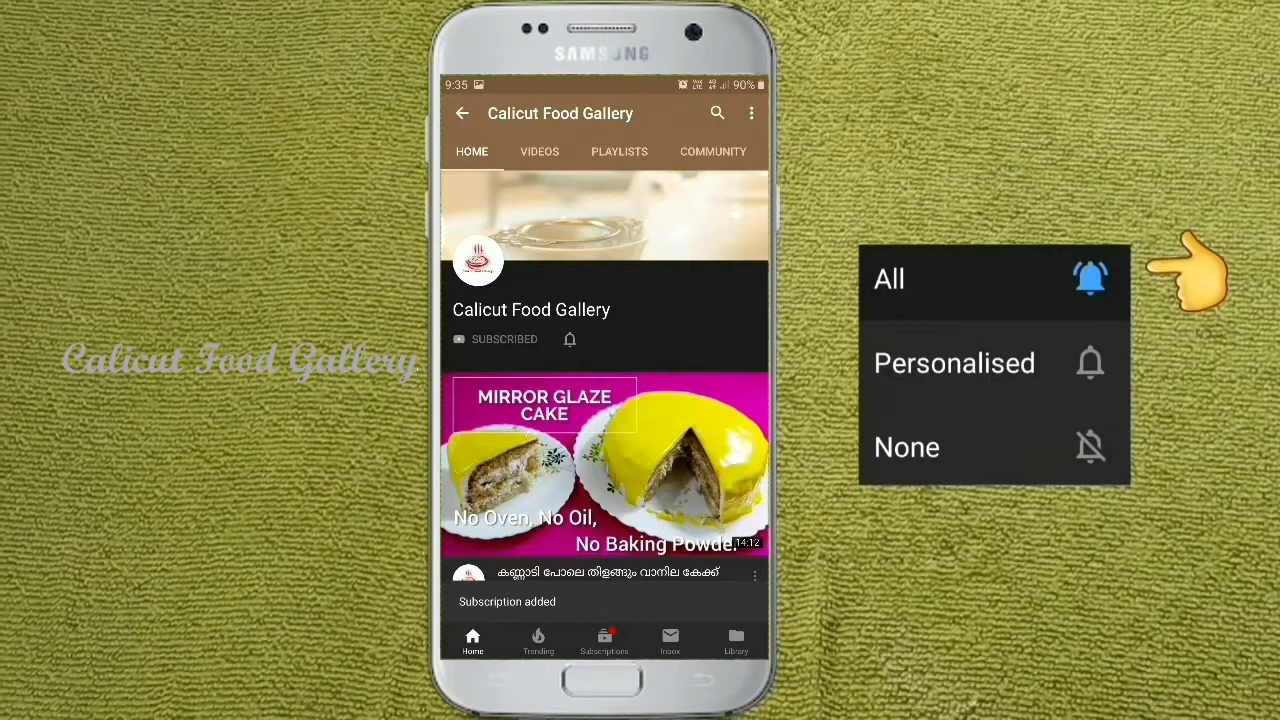 SAMSUNG
9:35
90%
Calicut Food Gallery
HOME VIDEOS PLAYLISTS COMMUNITY
Calicut Food Gallery
SUBSCRIBED
Calicut Food Gallery
All
Personalised
None
MIRROR GLAZE
CAKE
No Oven, No Oil,
No Baking Powde.
14:12
കണ്ണാടി പോലെ തിളങ്ങും വാനില കേക്ക്
Subscription added
Home Trending Subscriptions Inbox Library